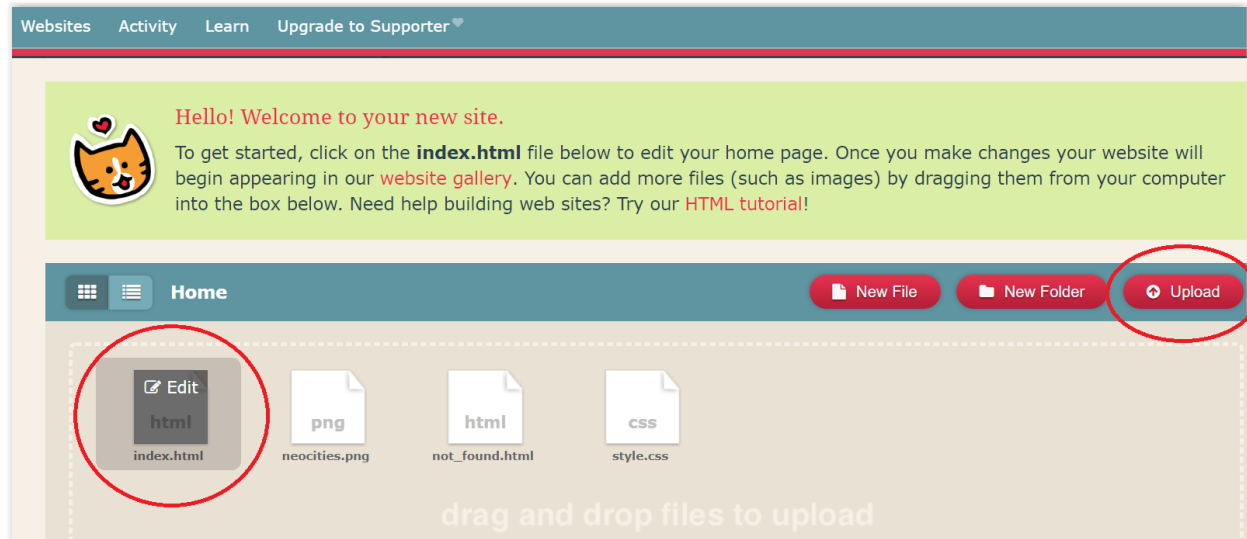 Websites Activity Learn Upgrade to Supporter
Hello! Welcome to your new site.
To get started, click on the index.html file below to edit your home page. Once you make changes your website will
begin appearing in our website gallery. You can add more files (such as images) by dragging them from your computer
into the box below. Need help building web sites? Try our HTML tutorial!
Home New File New Folder Upload
Edit
html png html css
index.html neocities.png not_found.html style.css
drag and drop files to upload